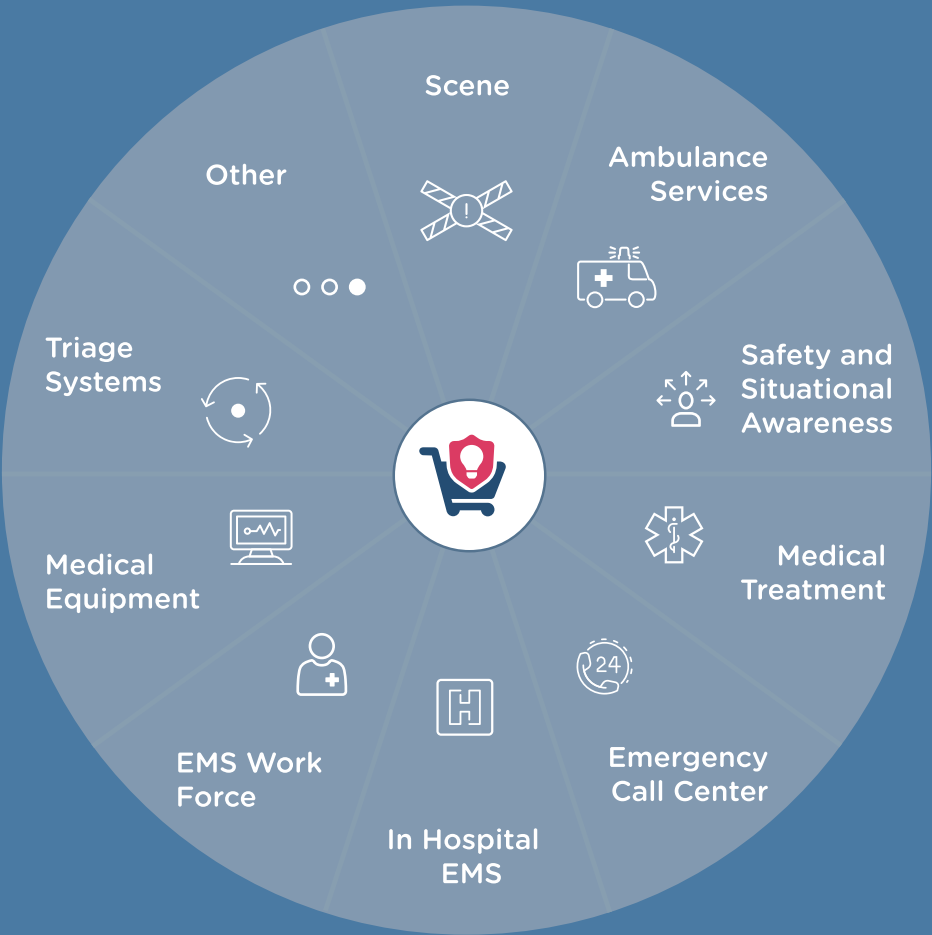 Scene
Ambulance
Services
Safety and
Situational
Awareness
Medical
Treatment
24
Emergency
Call Center
H
In Hospital
EMS
EMS Work
Force
Medical
Equipment
Triage
Systems
Other
!